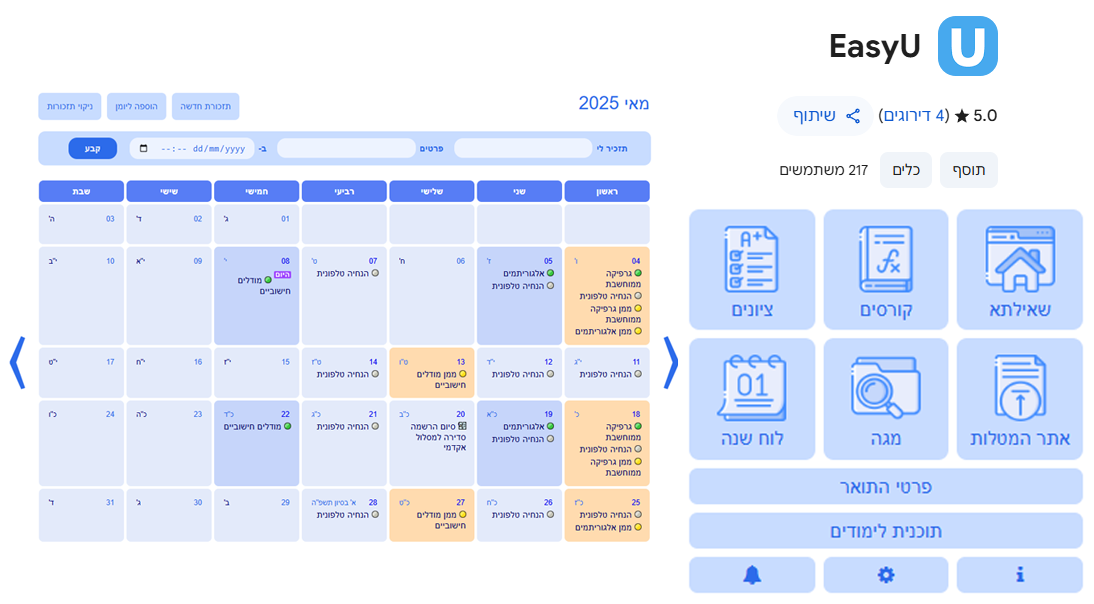 EasyU
5.0 ★ (4 דירוגים) שיתוף
תוסף כלים 217 משתמשים
שאילתא קורסים ציונים
אתר המטלות מגה לוח שנה
01
A+
fx
פרטי התואר
תוכנית לימודים
מאי 2025
תזכורת חדשה הוספה ליומן ניקוי תזכורות
תזכיר לי פרטים ב- dd/mm/yyyy --:-- קבע
ראשון שני שלישי רביעי חמישי שישי שבת
01 ג'
02 ד'
03 ה'
04 ו'
גרפיקה
ממוחשבת
הנחיה טלפונית
ממן גרפיקה
ממוחשבת
ממן אלגוריתמים
05 ז'
אלגוריתמים
הנחיה טלפונית
06 ח'
07 ט'
הנחיה טלפונית
08 י'
היום מודלים
חישוביים
09 י"א
10 י"ב
11 י"ג
הנחיה טלפונית
12 י"ד
הנחיה טלפונית
13 ט"ו
ממן מודלים
חישוביים
14 ט"ז
הנחיה טלפונית
15 י"ז
16 י"ח
17 י"ט
18 כ'
גרפיקה
ממוחשבת
הנחיה טלפונית
ממן גרפיקה
ממוחשבת
19 כ"א
אלגוריתמים
הנחיה טלפונית
20 כ"ב
סיום הרשמה
סדירה למסלול
אקדמי
21 כ"ג
הנחיה טלפונית
22 כ"ד
מודלים חישוביים
23 כ"ה
24 כ"ו
25 כ"ז
הנחיה טלפונית
ממן אלגוריתמים
26 כ"ח
הנחיה טלפונית
27 כ"ט
ממן מודלים
חישוביים
28 א' בסיון תשפ"ה
הנחיה טלפונית
29 ב'
30 ג'
31 ד'